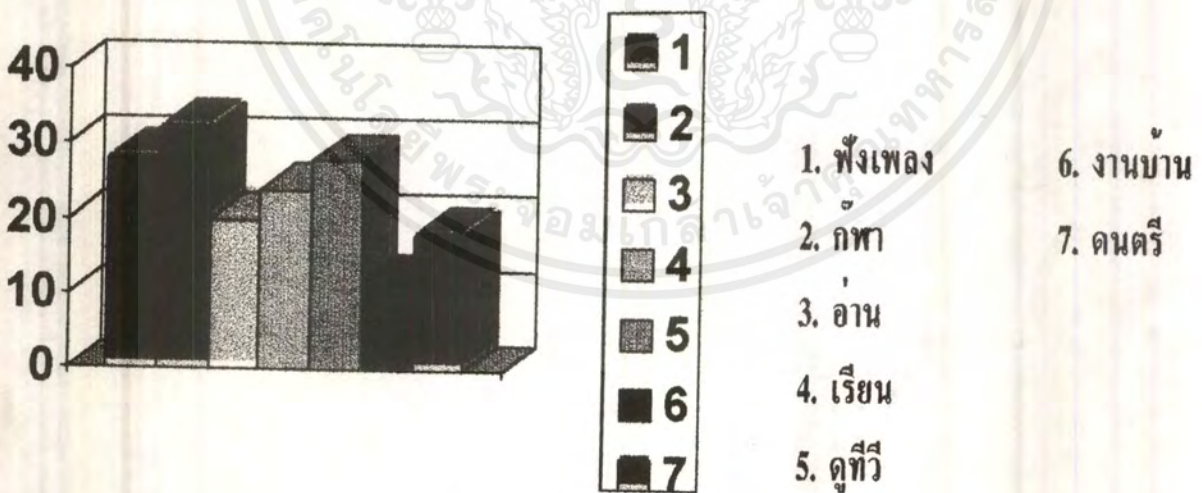 40
30
20
10
0
1
2
3
4
5
6
7
1. ฟังเพลง
2. กีฬา
3. อ่าน
4. เรียน
5. ดูทีวี
6. งานบ้าน
7. ดนตรี